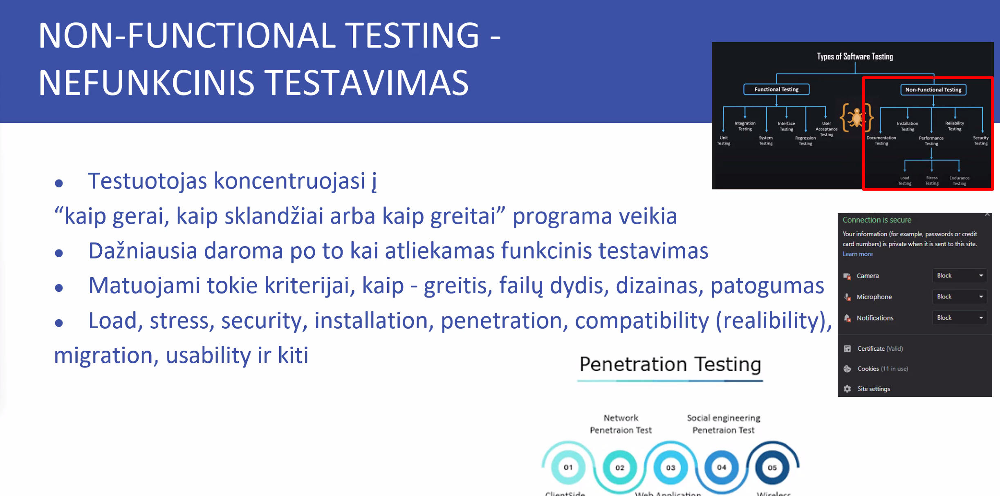 NON-FUNCTIONAL TESTING -
NEFUNKCINIS TESTAVIMAS
Types of Software Testing
Functional Testing
Non-Functional Testing
Unit
Testing
Integration
Testing
System
Testing
Interface
Testing
Regression
Testing
User
Acceptance
Testing
Documentation
Testing
Installation
Testing
Performance
Testing
Reliability
Testing
Security
Testing
Load
Testing
Stress
Testing
Endurance
Testing
• Testuotojas koncentruojasi į
“kaip gerai, kaip sklandžiai arba kaip greitai” programa veikia
• Dažniausia daroma po to kai atliekamas funkcinis testavimas
• Matuojami tokie kriterijai, kaip - greitis, failų dydis, dizainas, patogumas
• Load, stress, security, installation, penetration, compatibility (realibility),
migration, usability ir kiti
Connection is secure
Your information (for example, passwords or credit
card numbers) is private when it is sent to this site.
Learn more
Camera Block
Microphone Block
Notifications Block
Certificate (Valid)
Cookies (11 in use)
Site settings
Penetration Testing
Network
Penetraion Test
Social engineering
Penetraion Test
01 02 03 04 05
ClientSide Web Application Wireless